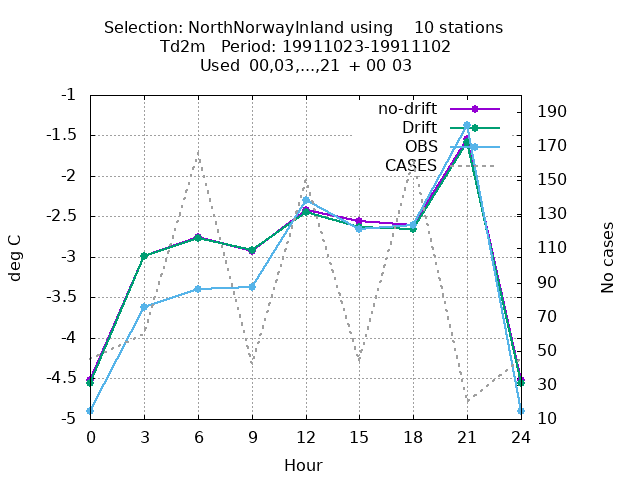 Selection: NorthNorwayInland using    10 stations
Td2m   Period: 19911023-19911102
Used  00,03,...,21 + 00 03
no-drift
Drift
OBS
CASES
-1
-1.5
-2
-2.5
-3
-3.5
-4
-4.5
-5
deg C
190
170
150
130
110
90
70
50
30
10
No cases
0 3 6 9 12 15 18 21 24
Hour